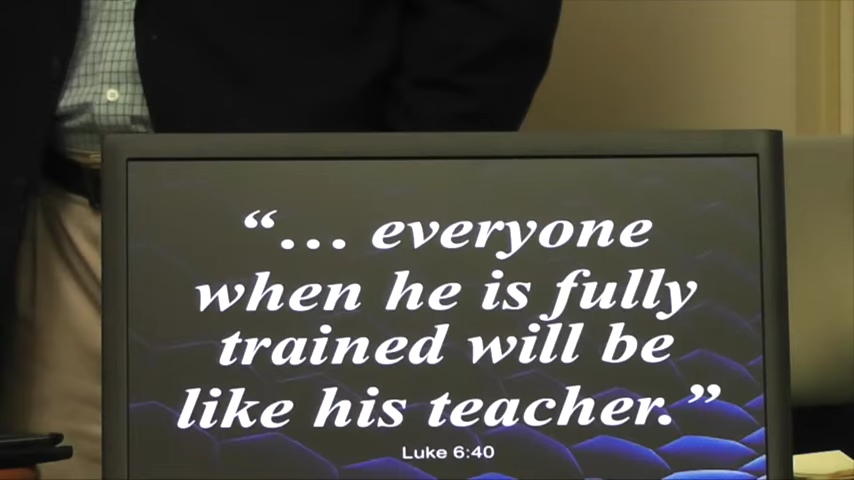 “... everyone
when he is fully
trained will be
like his teacher.”
Luke 6:40